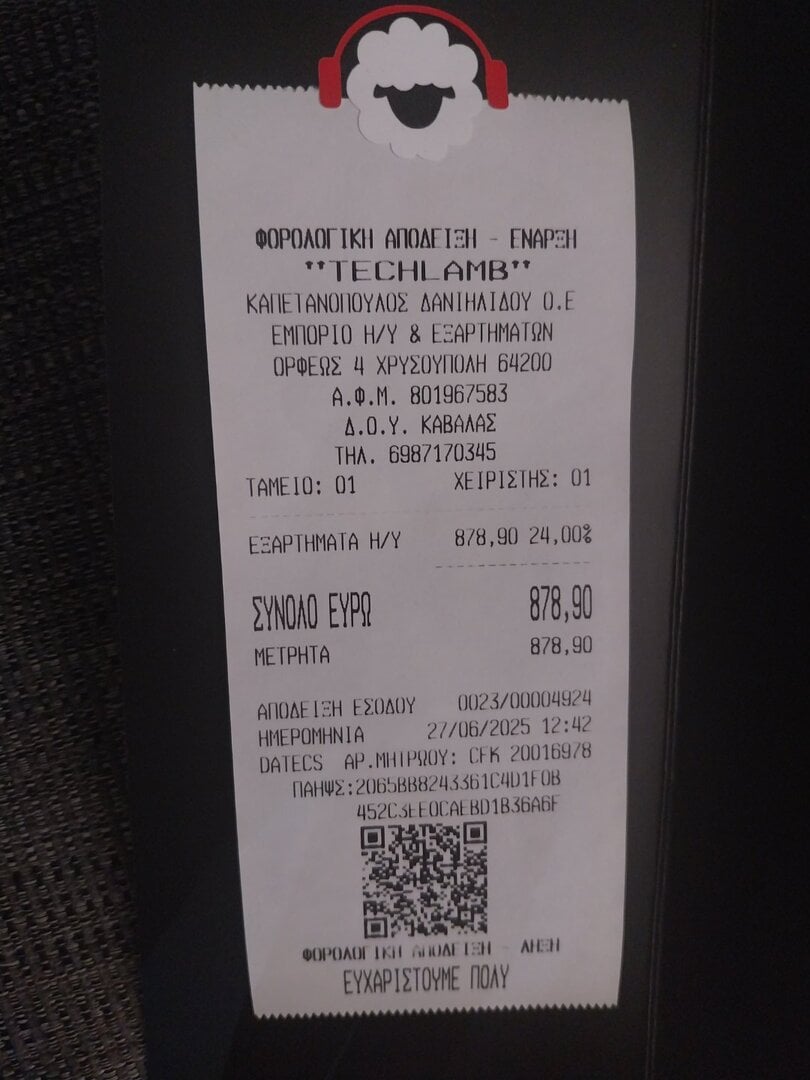 ΦΟΡΟΛΟΓΙΚΗ ΑΠΟΔΕΙΞΗ - ΕΝΑΡΞΗ
"TECHLAMB"
ΚΑΠΕΤΑΝΟΠΟΥΛΟΣ ΔΑΝΙΗΛΙΔΟΥ Ο.Ε
ΕΜΠΟΡΙΟ Η/Υ & ΕΞΑΡΤΗΜΑΤΩΝ
ΟΡΦΕΩΣ 4 ΧΡΥΣΟΥΠΟΛΗ 64200
Α.Φ.Μ. 801967583
Δ.Ο.Υ. ΚΑΒΑΛΑΣ
ΤΗΛ. 6987170345
ΤΑΜΕΙΟ: 01 ΧΕΙΡΙΣΤΗΣ: 01
ΕΞΑΡΤΗΜΑΤΑ Η/Υ 878,90 24,00%
ΣΥΝΟΛΟ ΕΥΡΩ 878,90
ΜΕΤΡΗΤΑ 878,90
ΑΠΟΔΕΙΞΗ ΕΣΟΔΟΥ 0023/00004924
ΗΜΕΡΟΜΗΝΙΑ 27/06/2025 12:42
DATECS ΑΡ.ΜΗΤΡΩΟΥ: CFK 20016978
ΠΑΗΨΣ:2065BB8243361C4D1F0B
452C3EE0CAEBD1B36A6F
ΦΟΡΟΛΟΓΙΚΗ ΑΠΟΔΕΙΞΗ - ΛΗΞΗ
ΕΥΧΑΡΙΣΤΟΥΜΕ ΠΟΛΥ